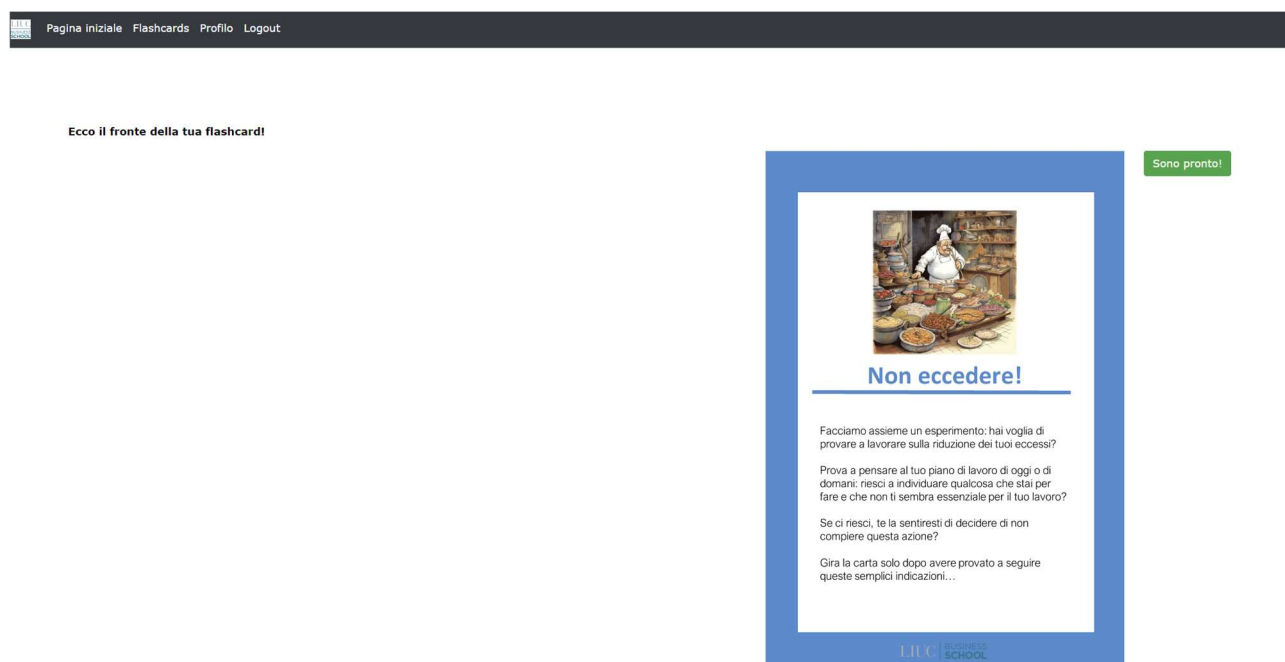 LIUC
BUSINESS
SCHOOL
Pagina iniziale Flashcards Profilo Logout
Ecco il fronte della tua flashcard!
Sono pronto!
Non eccedere!
Facciamo assieme un esperimento: hai voglia di
provare a lavorare sulla riduzione dei tuoi eccessi?
Prova a pensare al tuo piano di lavoro di oggi o di
domani: riesci a individuare qualcosa che stai per
fare e che non ti sembra essenziale per il tuo lavoro?
Se ci riesci, te la sentiresti di decidere di non
compiere questa azione?
Gira la carta solo dopo avere provato a seguire
queste semplici indicazioni…
LIUC BUSINESS
SCHOOL